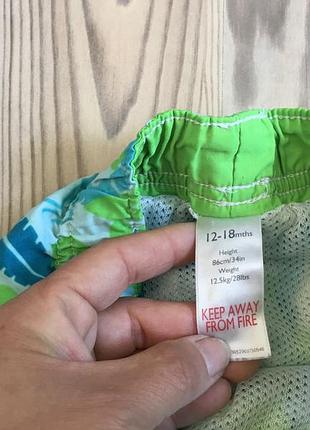 12-18mths
Height
86cm/34in
Weight
12.5kg/28lbs
KEEP AWAY
FROM FIRE